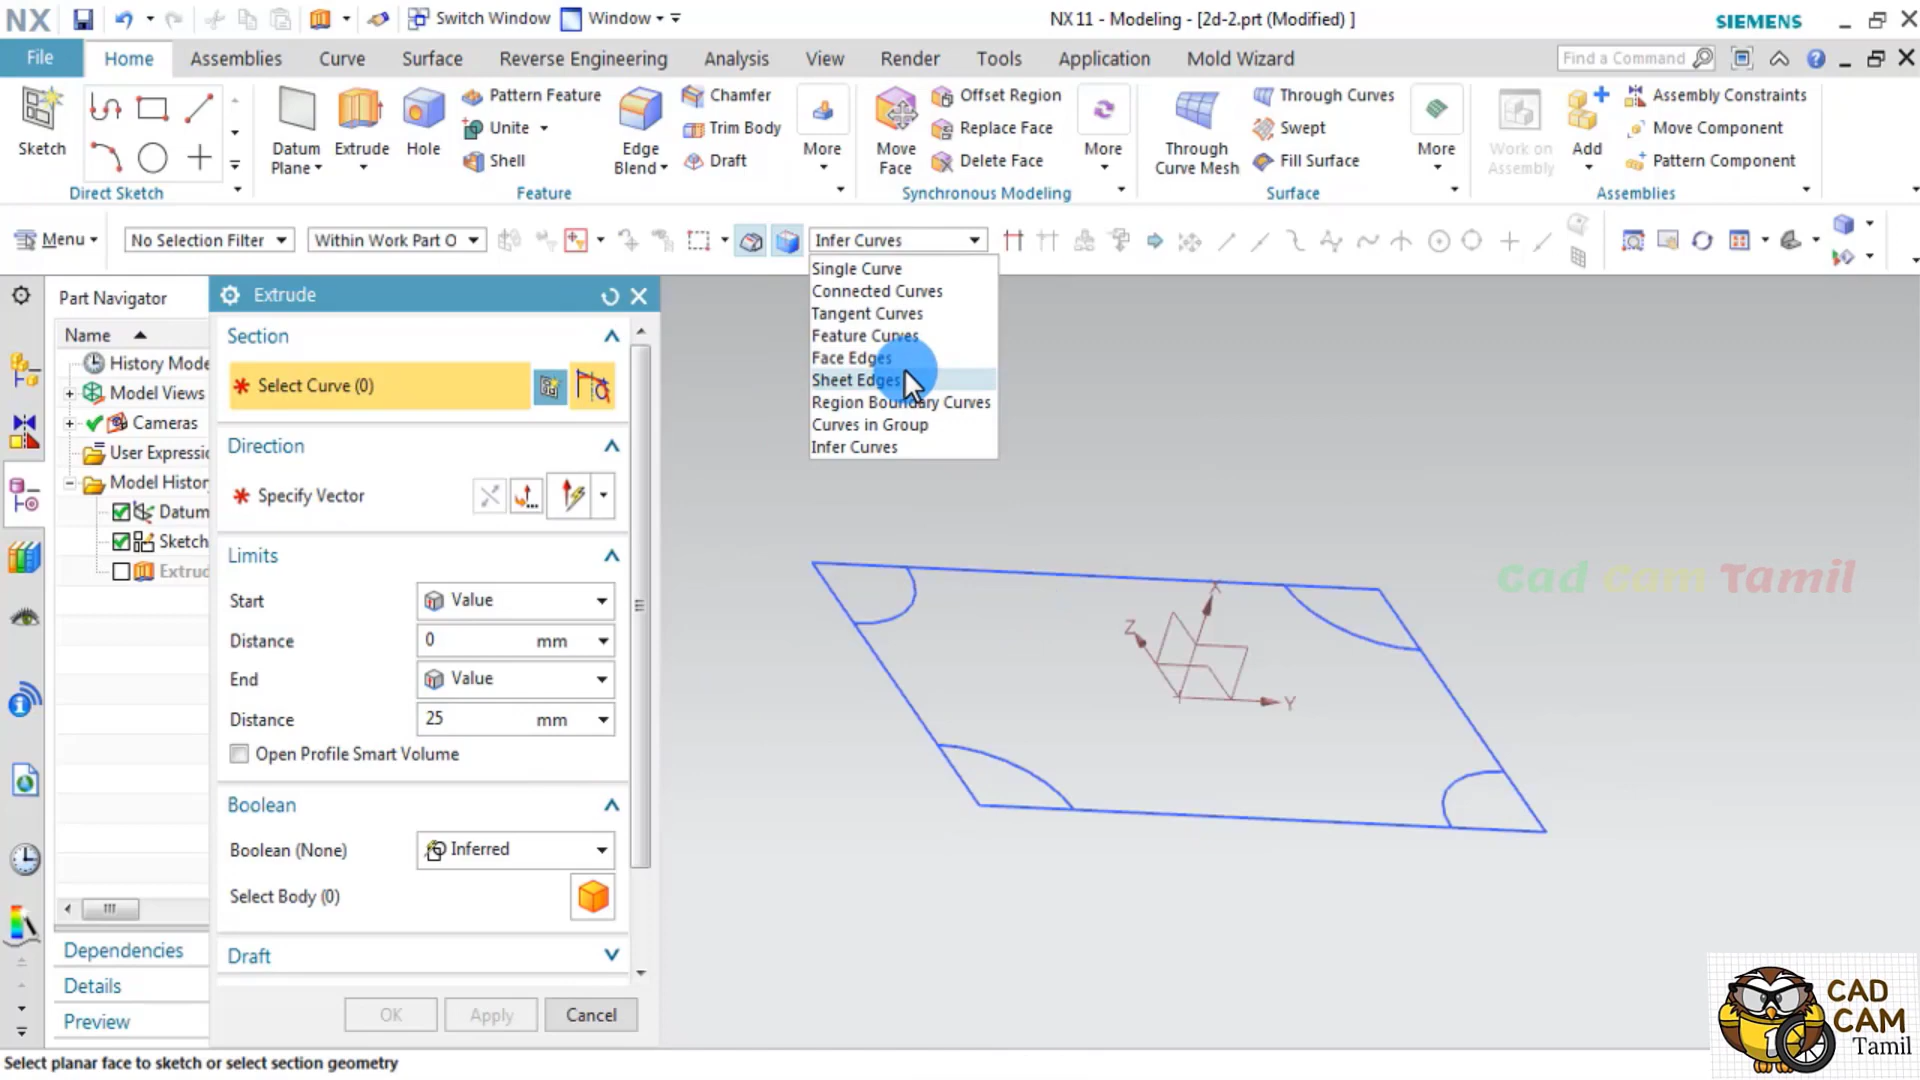 NX Switch Window Window NX 11 - Modeling - [2d-2.prt (Modified) ] SIEMENS
File Home Assemblies Curve Surface Reverse Engineering Analysis View Render Tools Application Mold Wizard Find a Command
Sketch
Direct Sketch
Datum Plane
Extrude
Hole
Pattern Feature
Unite
Shell
Edge Blend
Chamfer
Trim Body
Draft
More
Feature
Move Face
Offset Region
Replace Face
Delete Face
More
Synchronous Modeling
Through Curve Mesh
Through Curves
Swept
Fill Surface
More
Surface
Work on Assembly
Add
Assembly Constraints
Move Component
Pattern Component
Assemblies
Menu No Selection Filter Within Work Part O Infer Curves
Single Curve
Connected Curves
Tangent Curves
Feature Curves
Face Edges
Sheet Edges
Region Boundary Curves
Curves in Group
Infer Curves
Part Navigator
Name
History Mode
Model Views
Cameras
User Expressi
Model Histor
Datum
Sketch
Extrud
Dependencies
Details
Preview
Extrude
Section
* Select Curve (0)
Direction
* Specify Vector
Limits
Start Value
Distance 0 mm
End Value
Distance 25 mm
Open Profile Smart Volume
Boolean
Boolean (None) Inferred
Select Body (0)
Draft
OK Apply Cancel
X
Z
Y
Cad Cam Tamil
CAD
CAM
Tamil
Select planar face to sketch or select section geometry